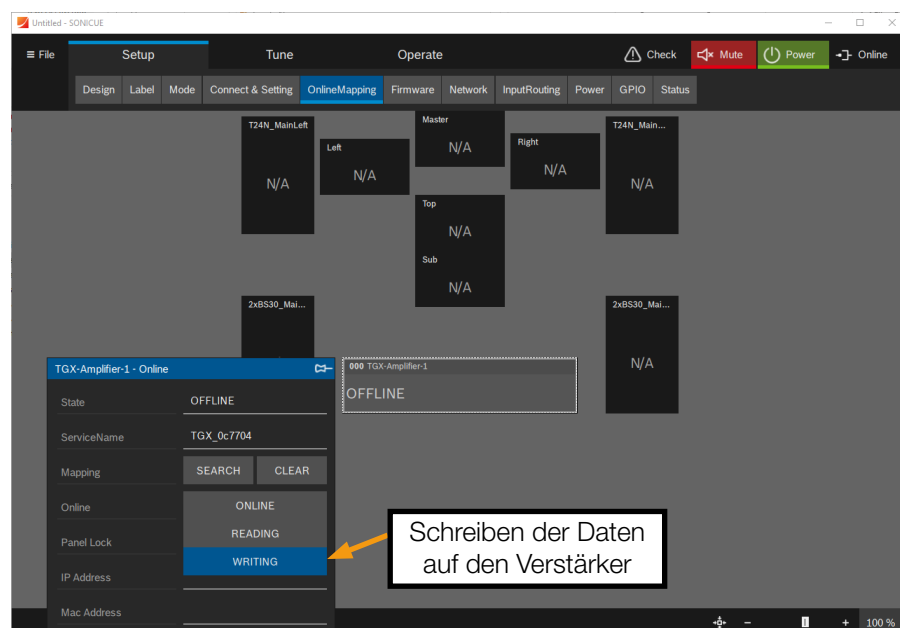 Untitled - SONICUE
≡ File Setup Tune Operate Check Mute Power Online
Design Label Mode Connect & Setting OnlineMapping Firmware Network InputRouting Power GPIO Status
T24N_MainLeft
N/A
Left
N/A
Master
N/A
Right
N/A
T24N_Main...
N/A
Top
N/A
Sub
N/A
2xBS30_Mai...
2xBS30_Mai...
N/A
000 TGX-Amplifier-1
OFFLINE
TGX-Amplifier-1 - Online
State OFFLINE
ServiceName TGX_0c7704
Mapping SEARCH CLEAR
Online ONLINE
READING
Panel Lock
WRITING
IP Address
Mac Address
Schreiben der Daten
auf den Verstärker
100 %